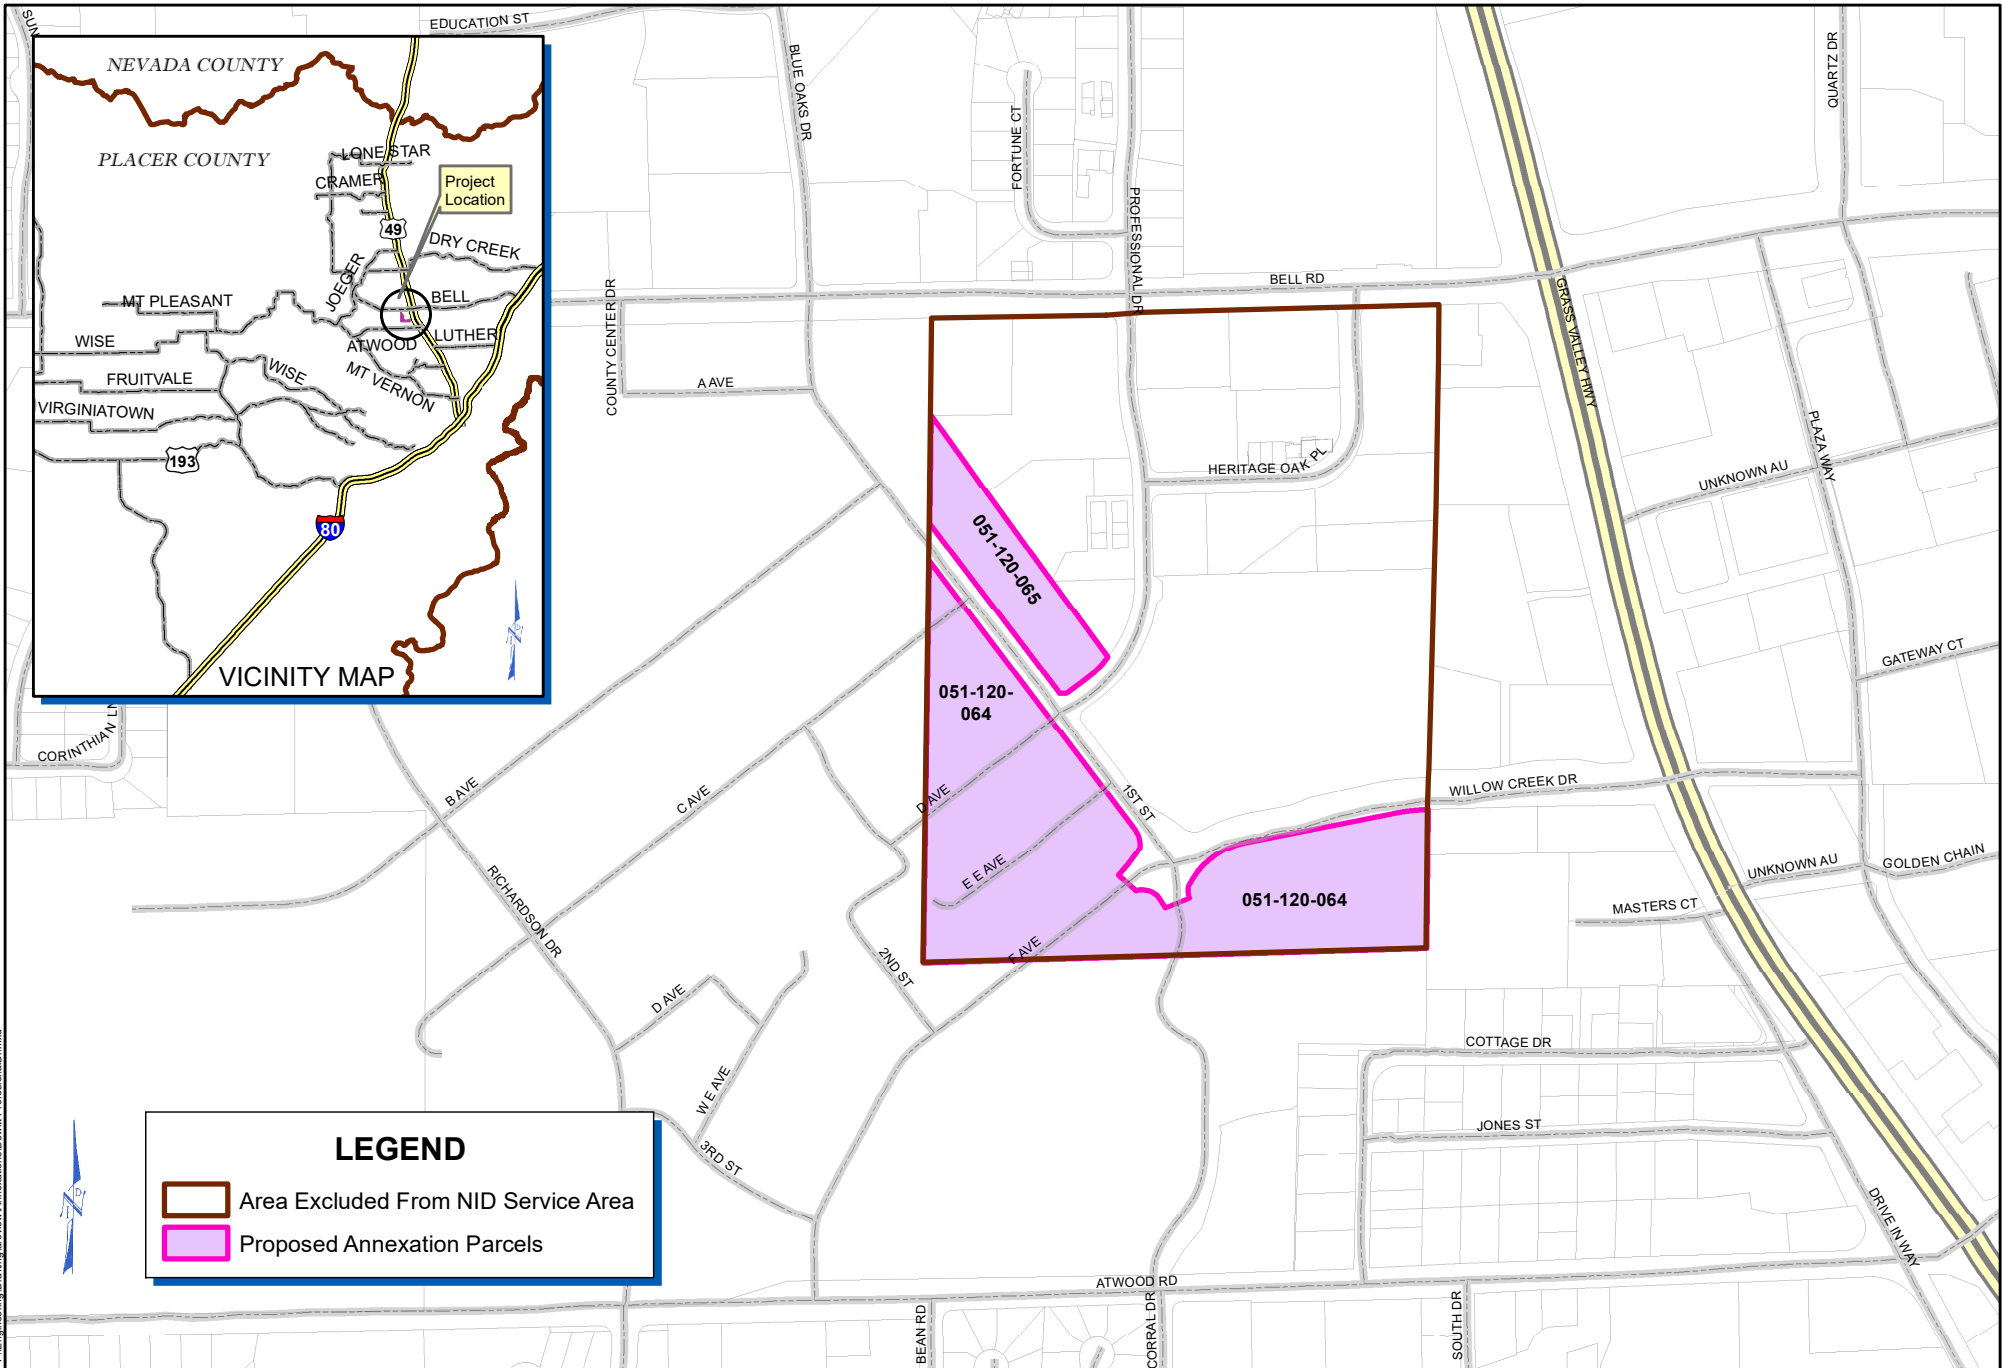 EDUCATION ST
SUN
BLUE OAKS DR
QUARTZ DR
FORTUNE CT
PROFESSIONAL DR
NEVADA COUNTY
PLACER COUNTY
LONE STAR
CRAMER
Project
Location
49
DRY CREEK
JOEGER
MT PLEASANT
BELL
WISE
ATWOOD
LUTHER
FRUITVALE
WISE
MT VERNON
VIRGINIATOWN
193
80
VICINITY MAP
BELL RD
COUNTY CENTER DR
GRASS VALLEY HWY
A AVE
PLAZA WAY
HERITAGE OAK PL
UNKNOWN AU
051-120-065
GATEWAY CT
051-120-
064
CORINTHIAN LN
B AVE
C AVE
D AVE
1ST ST
WILLOW CREEK DR
E E AVE
RICHARDSON DR
051-120-064
UNKNOWN AU
GOLDEN CHAIN
MASTERS CT
F AVE
2ND ST
D AVE
COTTAGE DR
W E AVE
JONES ST
3RD ST
DRIVE IN WAY
LEGEND
Area Excluded From NID Service Area
Proposed Annexation Parcels
ATWOOD RD
BEAN RD
CORRAL DR
SOUTH DR